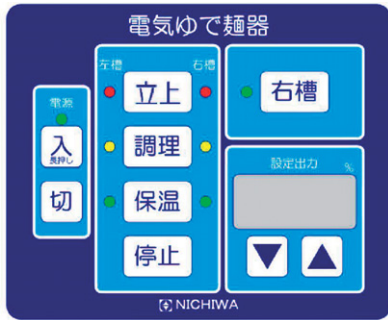 電気ゆで麺器
左槽
右槽
電源
入
長押し
切
立上
調理
保温
停止
右槽
設定出力
%
▼
▲
NICHIWA